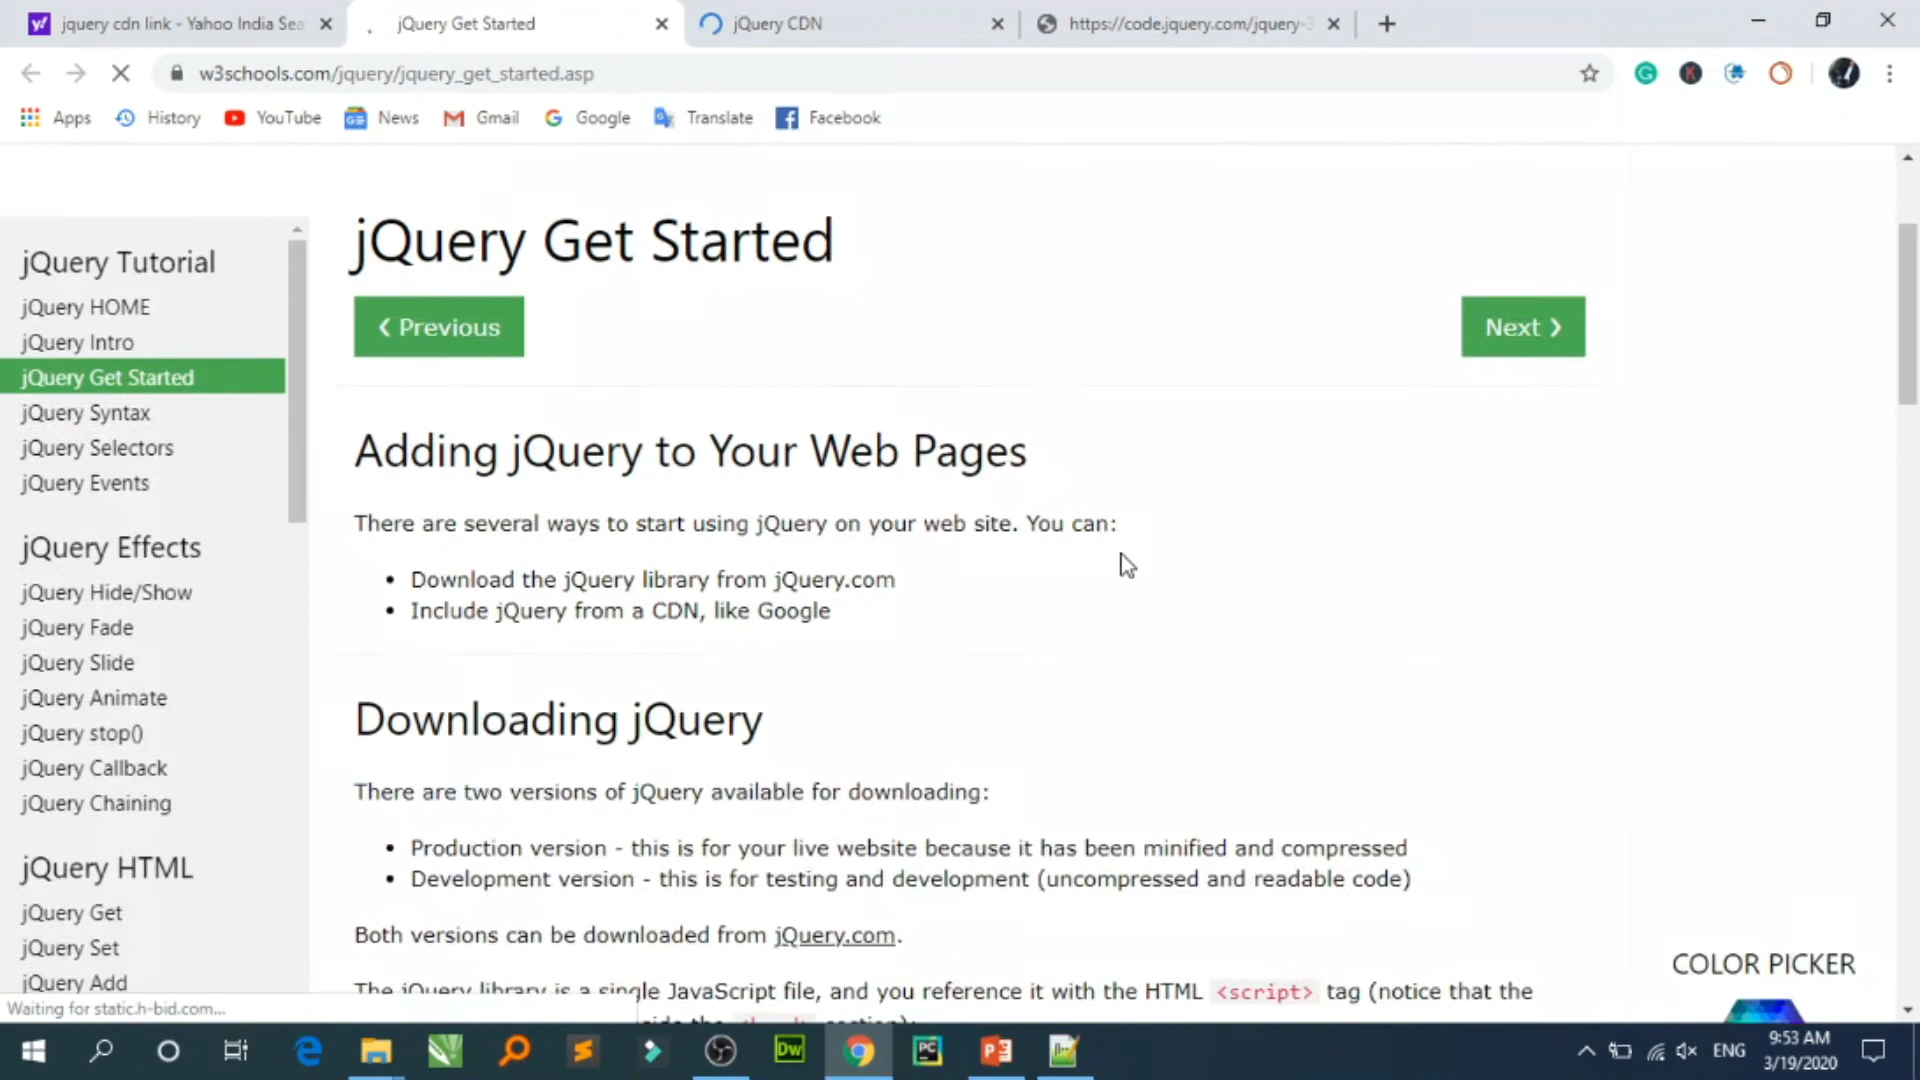 jquery cdn link - Yahoo India Sea
jQuery Get Started
jQuery CDN
https://code.jquery.com/jquery-3
w3schools.com/jquery/jquery_get_started.asp
Apps
History
YouTube
News
Gmail
Google
Translate
Facebook
jQuery Tutorial
jQuery HOME
jQuery Intro
jQuery Get Started
jQuery Syntax
jQuery Selectors
jQuery Events
jQuery Effects
jQuery Hide/Show
jQuery Fade
jQuery Slide
jQuery Animate
jQuery stop()
jQuery Callback
jQuery Chaining
jQuery HTML
jQuery Get
jQuery Set
jQuery Add
jQuery Get Started
❮ Previous
Next ❯
Adding jQuery to Your Web Pages
There are several ways to start using jQuery on your web site. You can:
• Download the jQuery library from jQuery.com
• Include jQuery from a CDN, like Google
Downloading jQuery
There are two versions of jQuery available for downloading:
• Production version - this is for your live website because it has been minified and compressed
• Development version - this is for testing and development (uncompressed and readable code)
Both versions can be downloaded from jQuery.com.
The jQuery library is a single JavaScript file, and you reference it with the HTML <script> tag (notice that the
COLOR PICKER
Waiting for static.h-bid.com...
Dw
PC
ENG
9:53 AM
3/19/2020